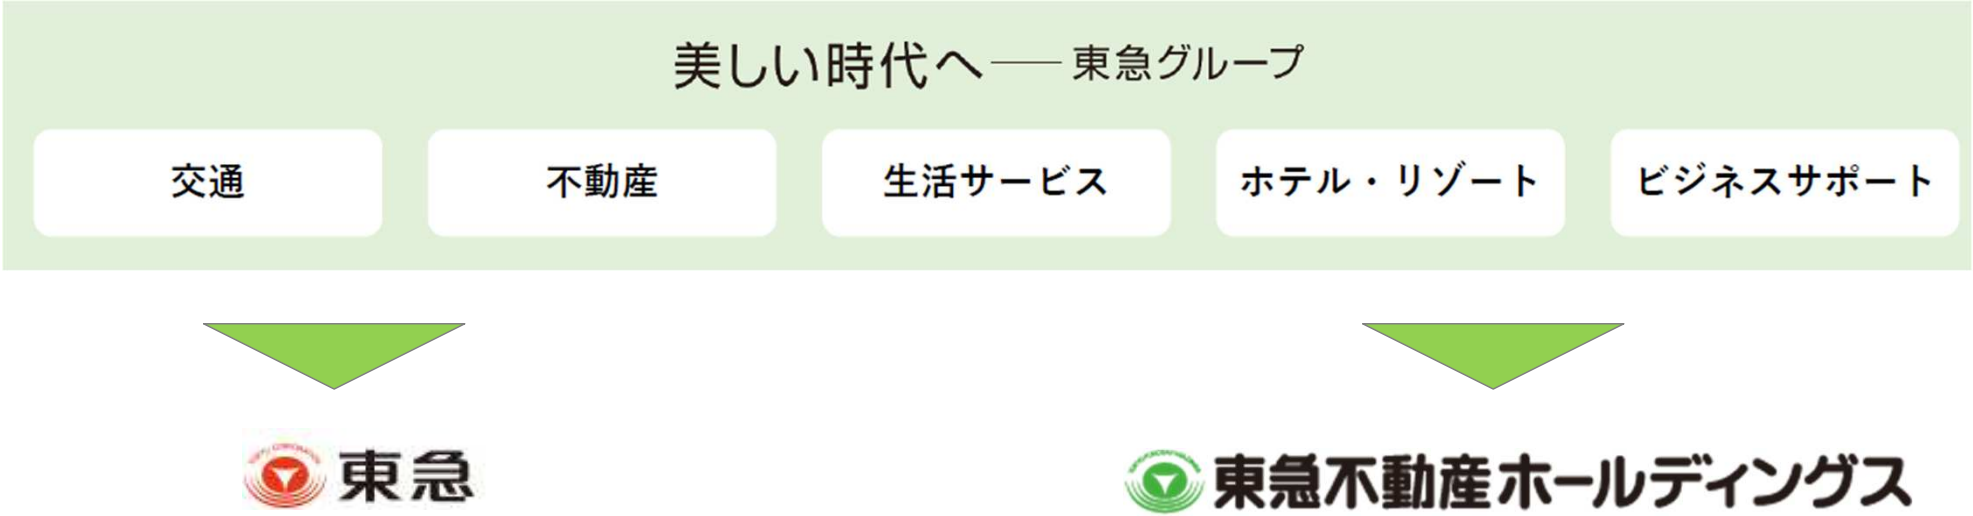 美しい時代へ──東急グループ
交通
不動産
生活サービス
ホテル・リゾート
ビジネスサポート
東急
東急不動産ホールディングス